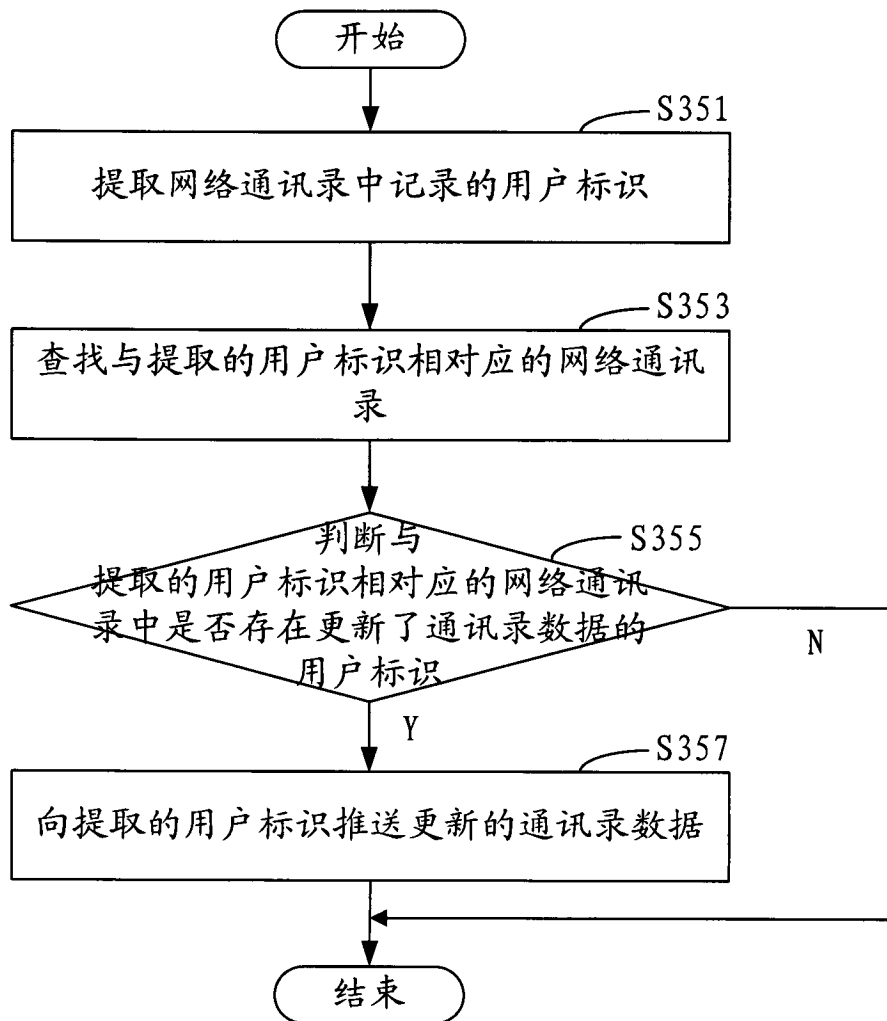 开始
S351
提取网络通讯录中记录的用户标识
S353
查找与提取的用户标识相对应的网络通讯
录
S355
判断与
提取的用户标识相对应的网络通讯
录中是否存在更新了通讯录数据的
用户标识
N
Y
S357
向提取的用户标识推送更新的通讯录数据
结束